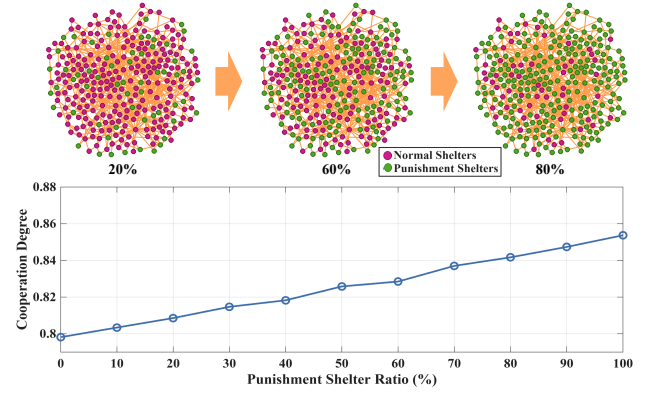 Normal Shelters
Punishment Shelters
20%
60%
80%
0.88
0.86
0.84
0.82
0.8
Cooperation Degree
0 10 20 30 40 50 60 70 80 90 100
Punishment Shelter Ratio (%)